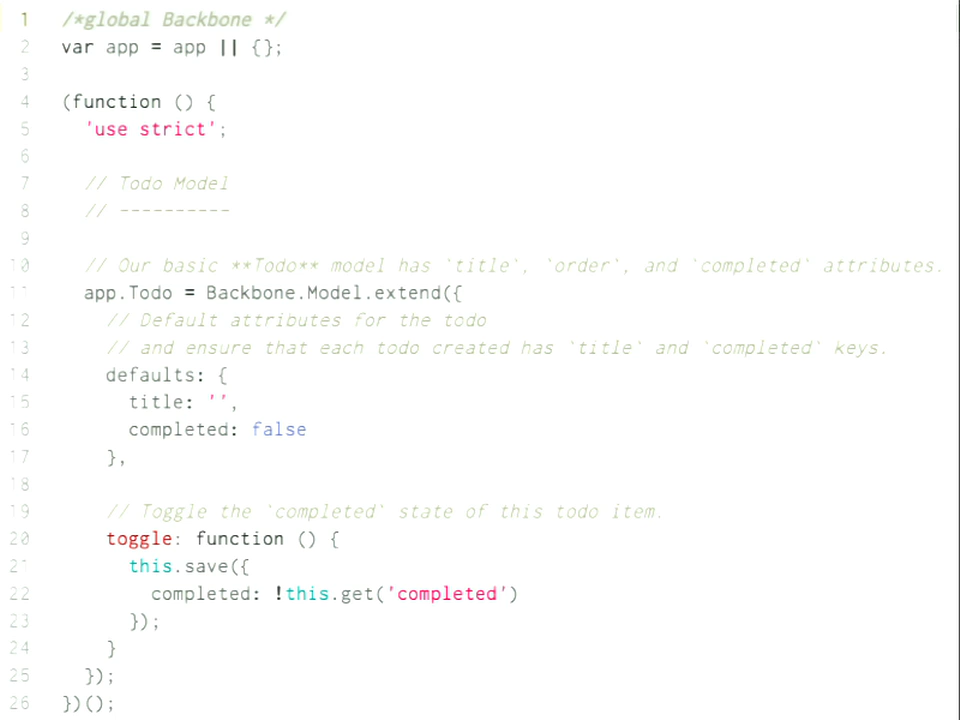 1 /*global Backbone */
2 var app = app || {};
3
4 (function () {
5 'use strict';
6
7 // Todo Model
8 // ----------
9
10 // Our basic **Todo** model has `title`, `order`, and `completed` attributes.
11 app.Todo = Backbone.Model.extend({
12 // Default attributes for the todo
13 // and ensure that each todo created has `title` and `completed` keys.
14 defaults: {
15 title: '',
16 completed: false
17 },
18
19 // Toggle the `completed` state of this todo item.
20 toggle: function () {
21 this.save({
22 completed: !this.get('completed')
23 });
24 }
25 });
26 })();